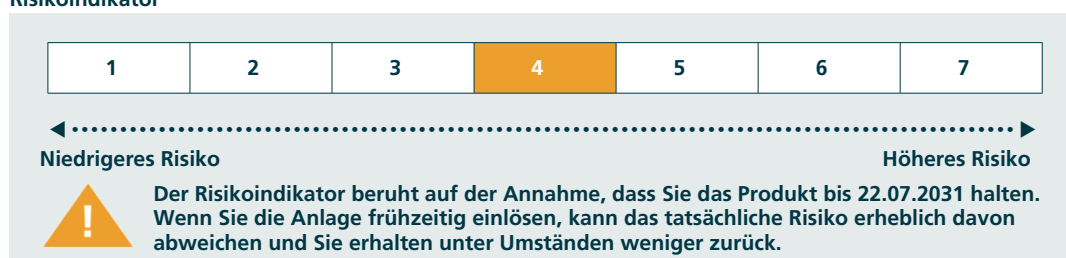 Risikoindikator
1 2 3 4 5 6 7
Niedrigeres Risiko Höheres Risiko
! Der Risikoindikator beruht auf der Annahme, dass Sie das Produkt bis 22.07.2031 halten.
Wenn Sie die Anlage frühzeitig einlösen, kann das tatsächliche Risiko erheblich davon
abweichen und Sie erhalten unter Umständen weniger zurück.